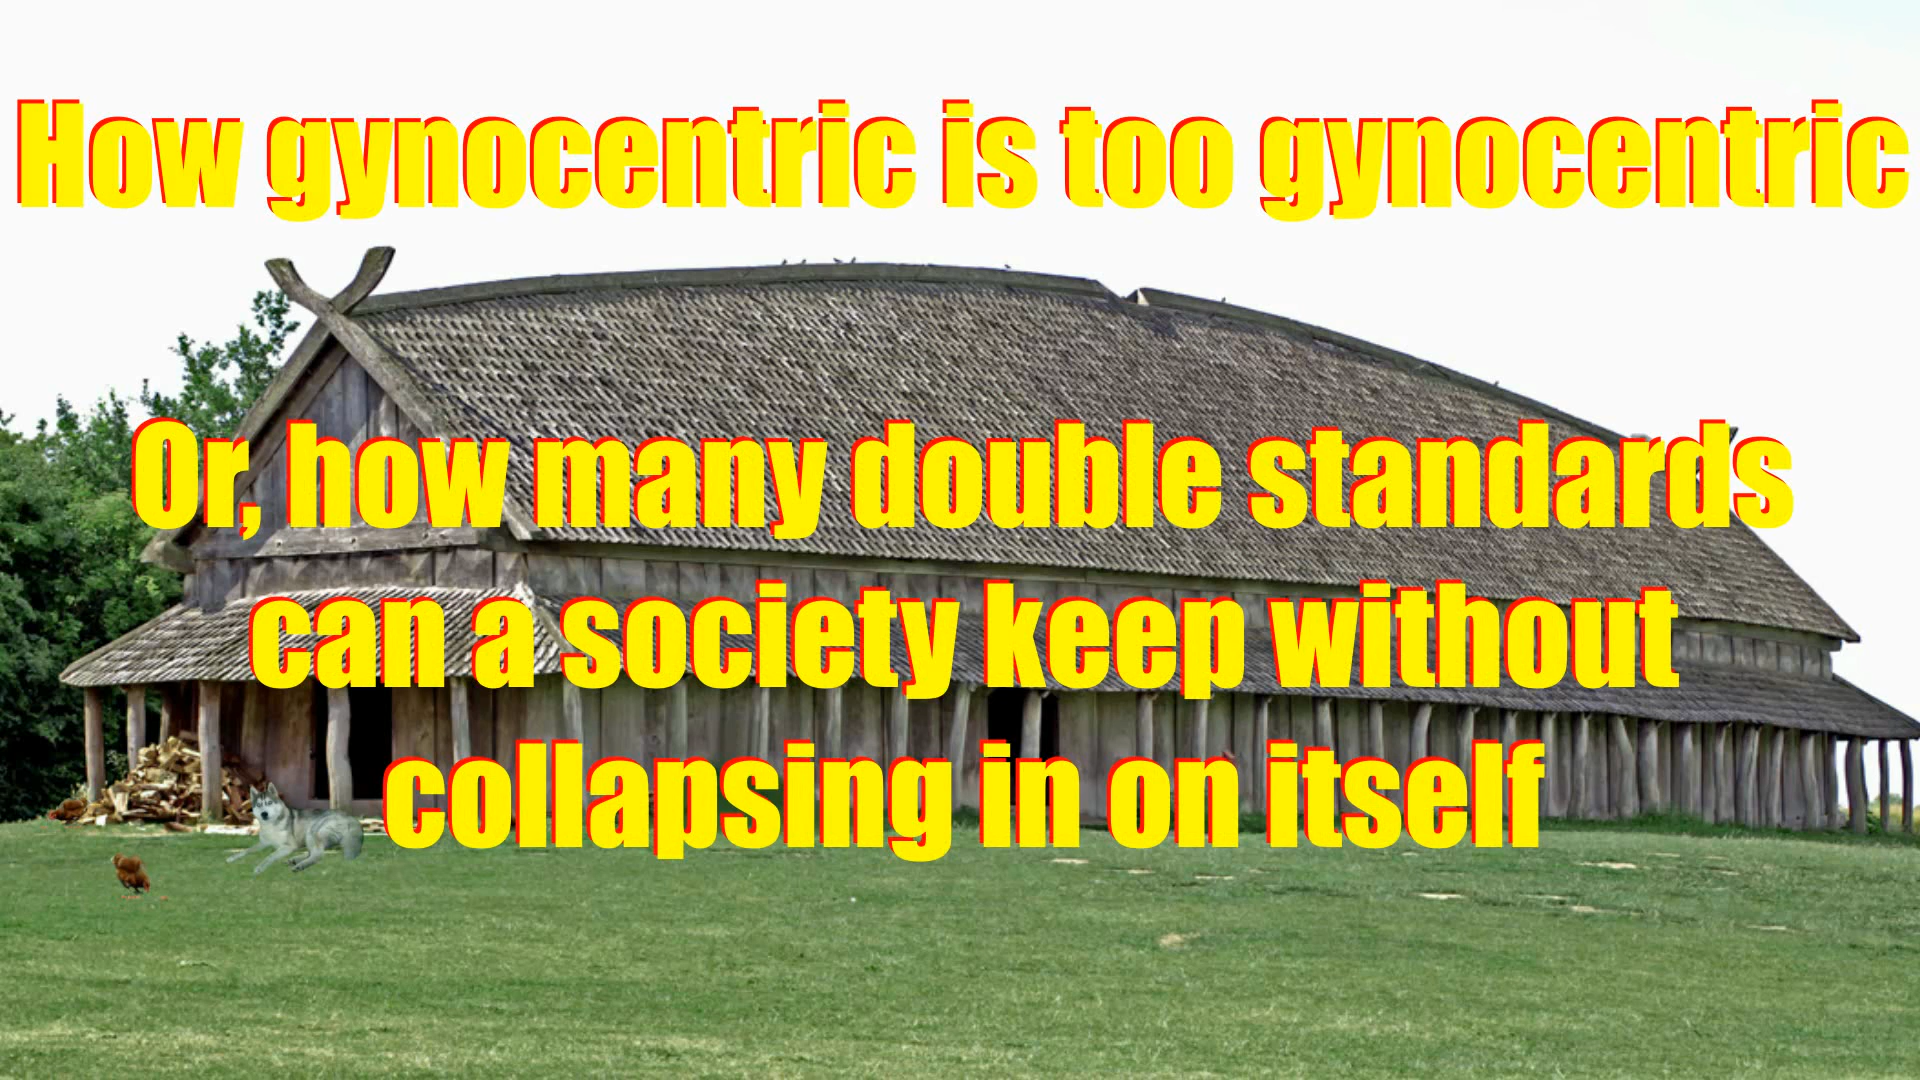 How gynocentric is too gynocentric
Or, how many double standards
can a society keep without
collapsing in on itself